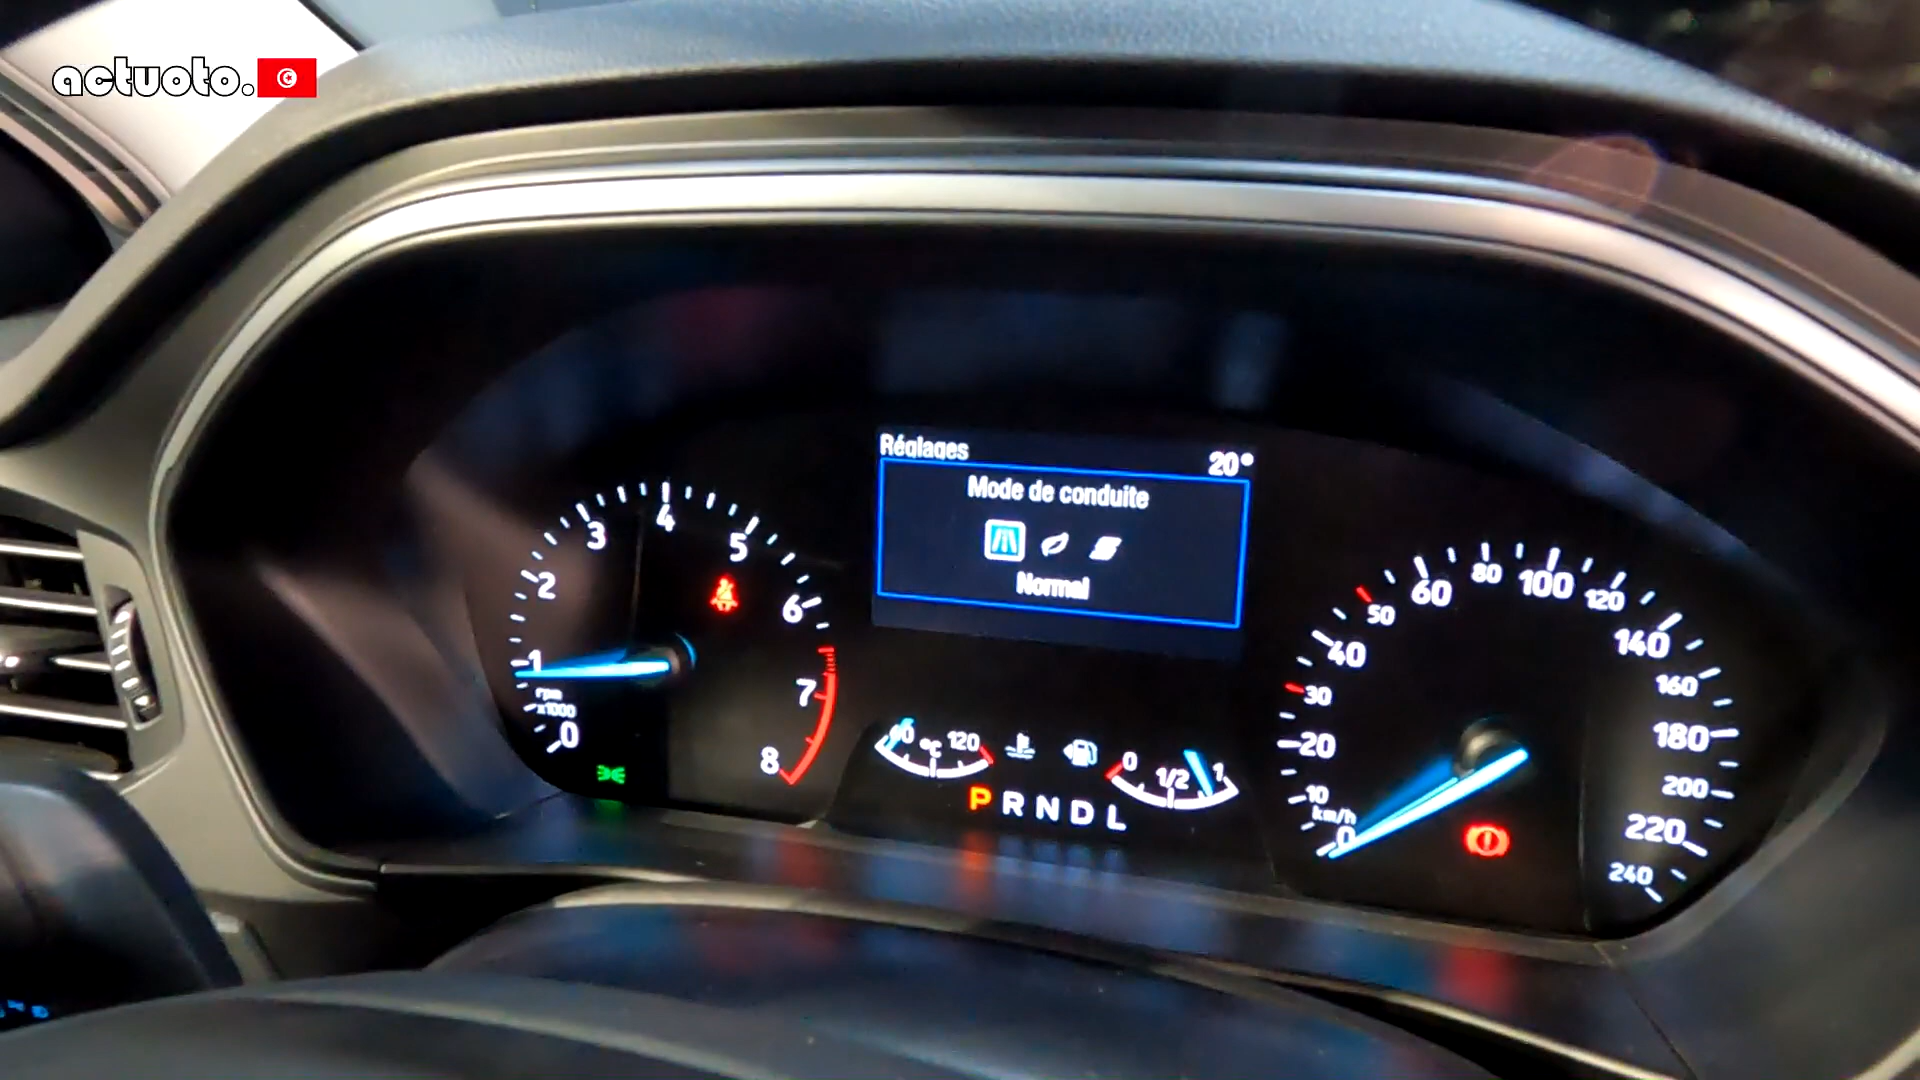 actuoto.
Réglages 20°
Mode de conduite
Normal
0 1 2 3 4 5 6 7 8
rpm
x1000
°C 120
0 1/2 1
P R N D L
0 10 20 30 40 50 60 80 100 120 140 160 180 200 220 240
km/h